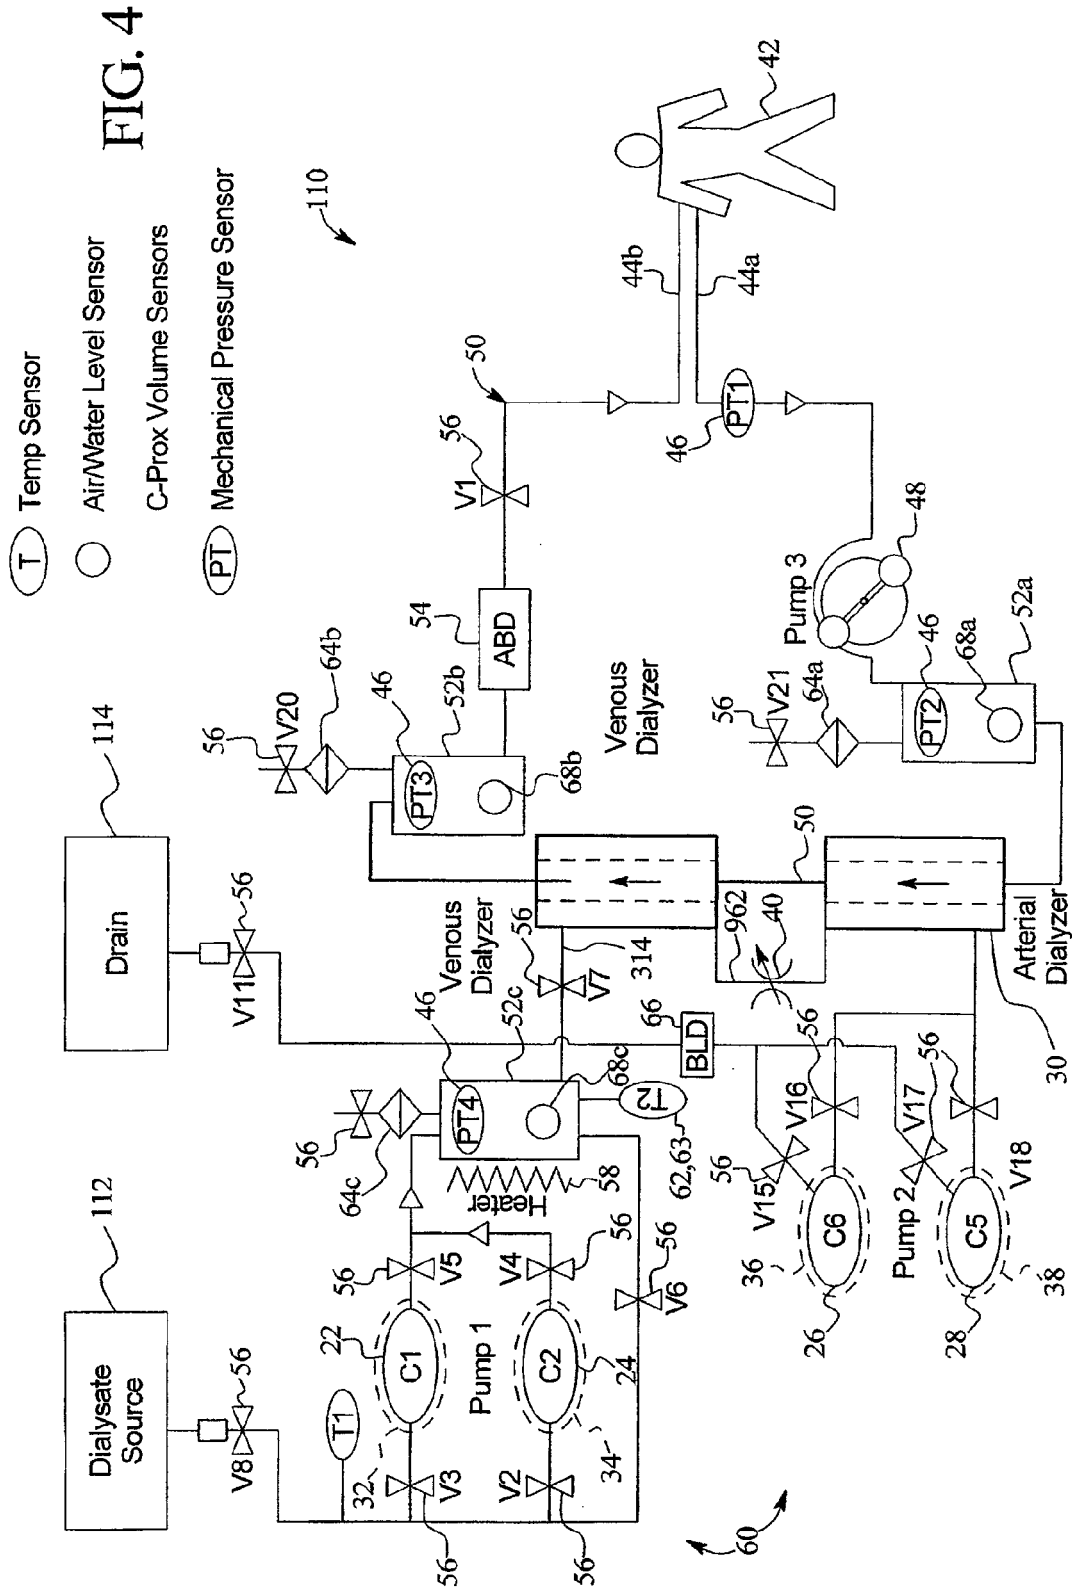 FIG. 4
T Temp Sensor
Air/Water Level Sensor
C-Prox Volume Sensors
PT Mechanical Pressure Sensor
110
112
Dialysate
Source
V8
56
114
Drain
V11
56
T1
32
22
C1
V3
56
56
V5
Pump 1
V2
56
34
C2
24
V4
56
V6
56
60
Heater
58
64c
56
46
PT4
52c
68c
T2
62,63
66
BLD
V7
56
314
Venous
Dialyzer
56
V20
64b
46
PT3
52b
68b
54
ABD
V1
56
50
44b
44a
42
46
PT1
Pump 3
48
Venous
Dialyzer
56
V21
64a
46
PT2
68a
52a
50
962
40
Arterial
Dialyzer
30
56
V15
V16
56
36
C6
26
Pump 2
V17
56
C5
28
38
V18